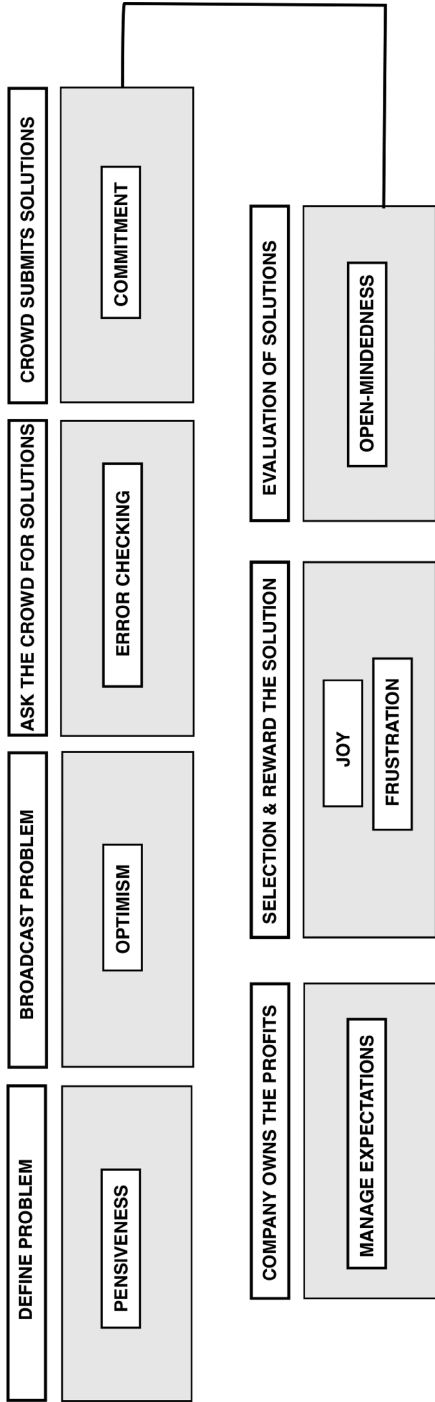 DEFINE PROBLEM
PENSIVENESS
BROADCAST PROBLEM
OPTIMISM
ASK THE CROWD FOR SOLUTIONS
ERROR CHECKING
CROWD SUBMITS SOLUTIONS
COMMITMENT
EVALUATION OF SOLUTIONS
OPEN-MINDEDNESS
SELECTION & REWARD THE SOLUTION
JOY
FRUSTRATION
COMPANY OWNS THE PROFITS
MANAGE EXPECTATIONS